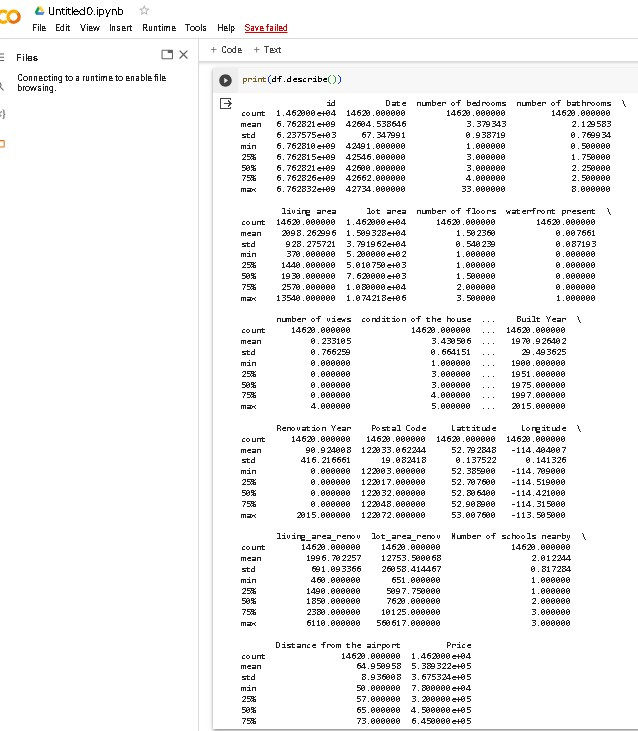 Untitled0.ipynb
File Edit View Insert Runtime Tools Help Save failed
Files
+ Code + Text
Connecting to a runtime to enable file
browsing.
print(df.describe())
id Date number of bedrooms number of bathrooms \
count 1.462000e+04 14620.000000 14620.000000 14620.000000
mean 6.762821e+09 42604.538646 3.379343 2.129583
std 6.237575e+03 67.347991 0.938719 0.769934
min 6.762810e+09 42491.000000 1.000000 0.500000
25% 6.762815e+09 42546.000000 3.000000 1.750000
50% 6.762821e+09 42600.000000 3.000000 2.250000
75% 6.762826e+09 42662.000000 4.000000 2.500000
max 6.762832e+09 42734.000000 33.000000 8.000000
living area lot area number of floors waterfront present \
count 14620.000000 1.462000e+04 14620.000000 14620.000000
mean 2098.262996 1.509328e+04 1.502360 0.007661
std 928.275721 3.791962e+04 0.540239 0.087193
min 370.000000 5.200000e+02 1.000000 0.000000
25% 1440.000000 5.010750e+03 1.000000 0.000000
50% 1930.000000 7.620000e+03 1.500000 0.000000
75% 2570.000000 1.080000e+04 2.000000 0.000000
max 13540.000000 1.074218e+06 3.500000 1.000000
number of views condition of the house ... Built Year \
count 14620.000000 14620.000000 ... 14620.000000
mean 0.233105 3.430506 ... 1970.926402
std 0.766259 0.664151 ... 29.493625
min 0.000000 1.000000 ... 1900.000000
25% 0.000000 3.000000 ... 1951.000000
50% 0.000000 3.000000 ... 1975.000000
75% 0.000000 4.000000 ... 1997.000000
max 4.000000 5.000000 ... 2015.000000
Renovation Year Postal Code Lattitude Longitude \
count 14620.000000 14620.000000 14620.000000 14620.000000
mean 90.924008 122033.062244 52.792848 -114.404007
std 416.216661 19.082418 0.137522 0.141326
min 0.000000 122003.000000 52.385900 -114.709000
25% 0.000000 122017.000000 52.707600 -114.519000
50% 0.000000 122032.000000 52.806400 -114.421000
75% 0.000000 122048.000000 52.908900 -114.315000
max 2015.000000 122072.000000 53.007600 -113.505000
living_area_renov lot_area_renov Number of schools nearby \
count 14620.000000 14620.000000 14620.000000
mean 1996.702257 12753.500068 2.012244
std 691.093366 26058.414467 0.817284
min 460.000000 651.000000 1.000000
25% 1490.000000 5097.750000 1.000000
50% 1850.000000 7620.000000 2.000000
75% 2380.000000 10125.000000 3.000000
max 6110.000000 560617.000000 3.000000
Distance from the airport Price
count 14620.000000 1.462000e+04
mean 64.950958 5.389322e+05
std 8.936008 3.675324e+05
min 50.000000 7.800000e+04
25% 57.000000 3.200000e+05
50% 65.000000 4.500000e+05
75% 73.000000 6.450000e+05